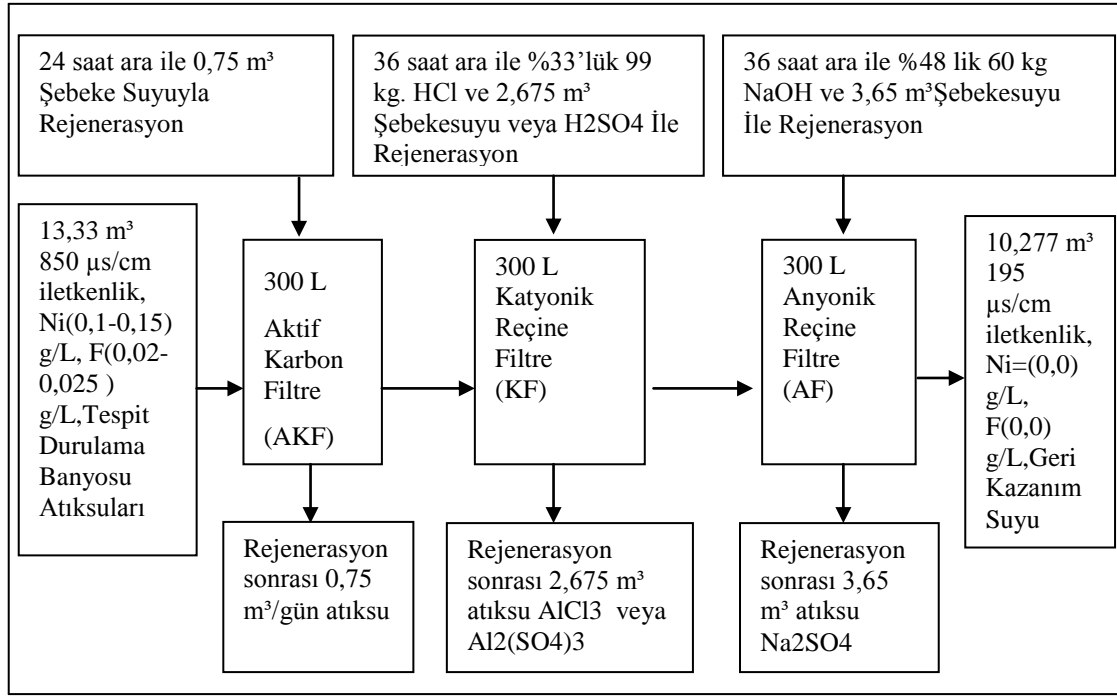 24 saat ara ile 0,75 m³
Şebeke Suyuyla
Rejenerasyon
36 saat ara ile %33’lük 99
kg. HCl ve 2,675 m³
Şebekesuyu veya H2SO4 İle
Rejenerasyon
36 saat ara ile %48 lik 60 kg
NaOH ve 3,65 m³Şebekesuyu
İle Rejenerasyon
13,33 m³
850 µs/cm
iletkenlik,
Ni(0,1-0,15)
g/L, F(0,02-
0,025 )
g/L,Tespit
Durulama
Banyosu
Atıksuları
300 L
Aktif
Karbon
Filtre
(AKF)
300 L
Katyonik
Reçine
Filtre
(KF)
300 L
Anyonik
Reçine
Filtre
(AF)
10,277 m³
195
µs/cm
iletkenlik,
Ni=(0,0)
g/L,
F(0,0)
g/L,Geri
Kazanım
Suyu
Rejenerasyon
sonrası 0,75
m³/gün atıksu
Rejenerasyon
sonrası 2,675 m³
atıksu AlCl3 veya
Al2(SO4)3
Rejenerasyon
sonrası 3,65
m³ atıksu
Na2SO4